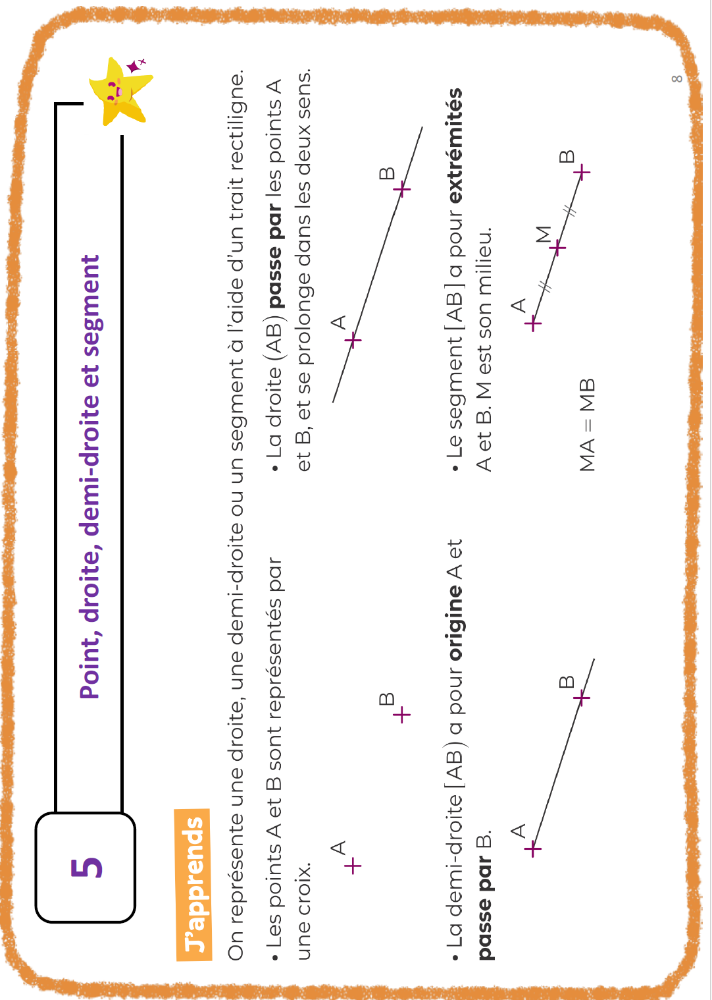 5
Point, droite, demi-droite et segment
J'apprends
On représente une droite, une demi-droite ou un segment à l'aide d'un trait rectiligne.
• Les points A et B sont représentés par
une croix.
A
B
• La droite (AB) passe par les points A
et B, et se prolonge dans les deux sens.
A
B
• La demi-droite [AB) a pour origine A et
passe par B.
A
B
• Le segment [AB] a pour extrémités
A et B. M est son milieu.
A
M
B
MA = MB
8